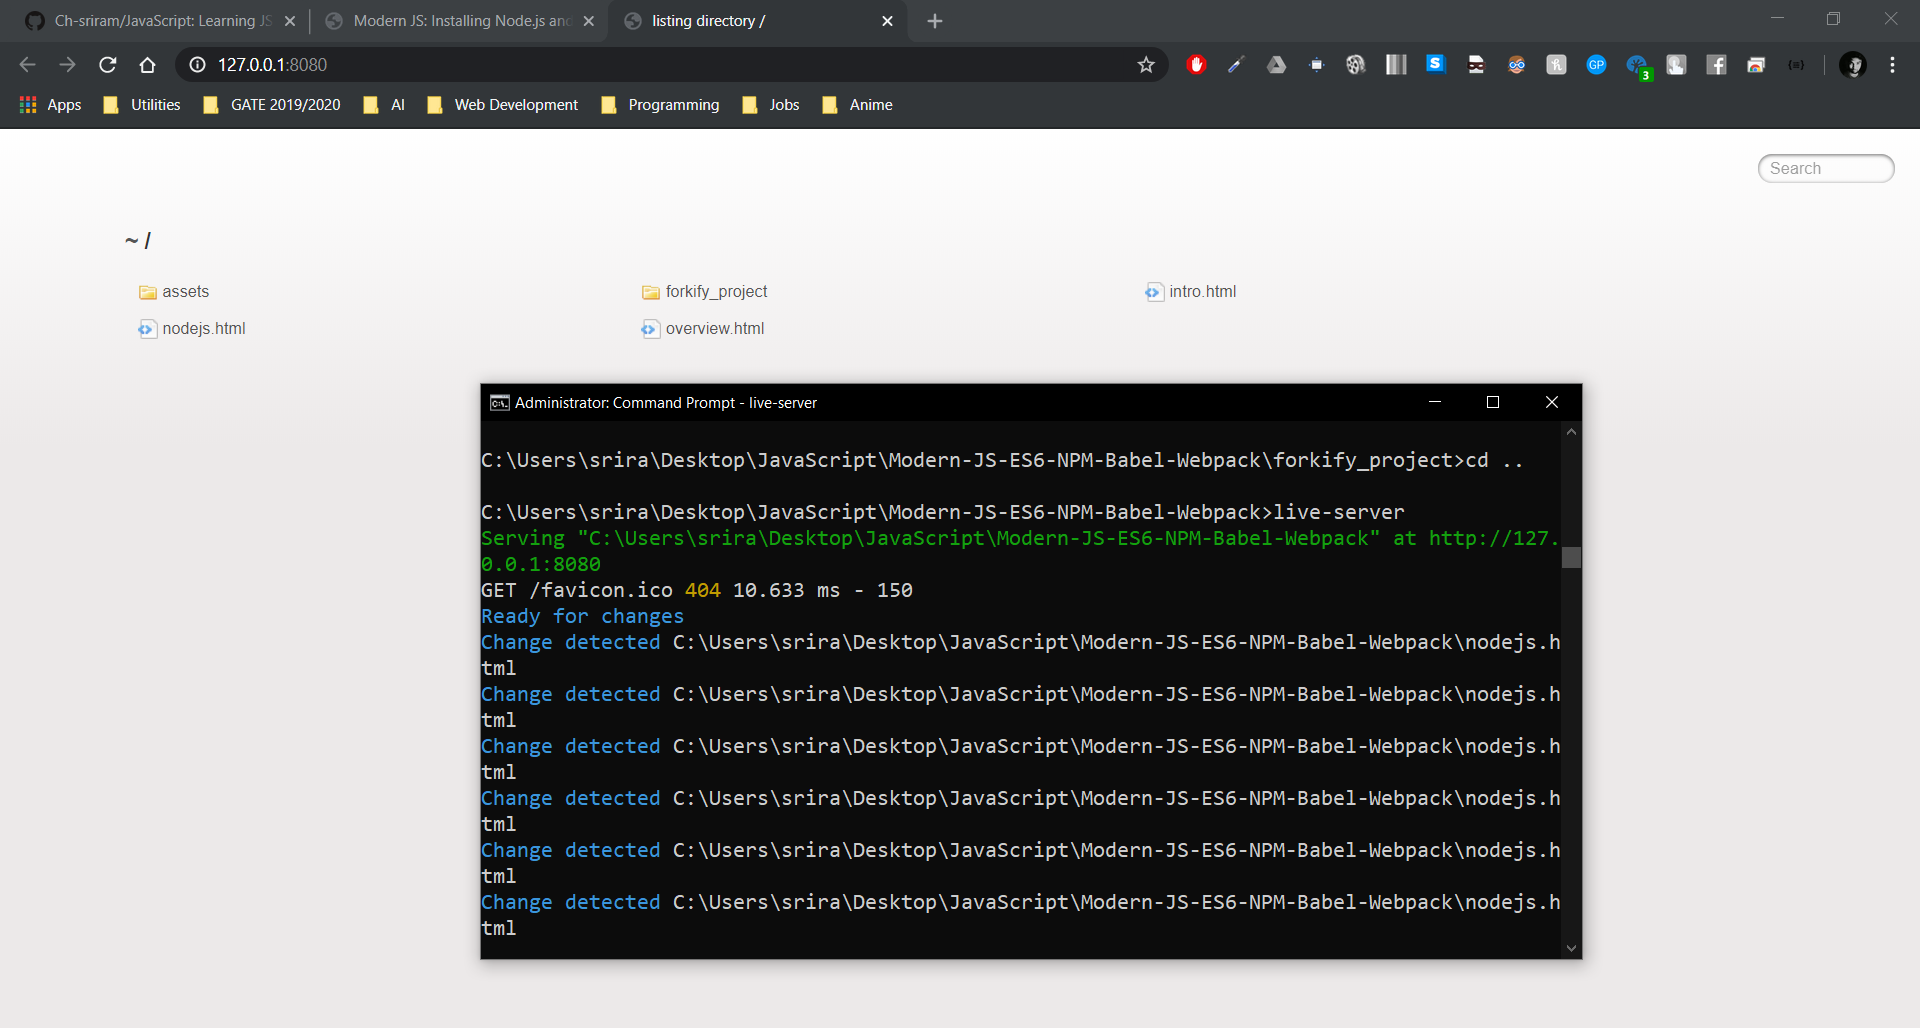 Ch-sriram/JavaScript: Learning JS
Modern JS: Installing Node.js and
listing directory /
127.0.0.1:8080
S
GP
3
Apps
Utilities
GATE 2019/2020
AI
Web Development
Programming
Jobs
Anime
Search
~ /
assets
forkify_project
intro.html
nodejs.html
overview.html
Administrator: Command Prompt - live-server
C:\Users\srira\Desktop\JavaScript\Modern-JS-ES6-NPM-Babel-Webpack\forkify_project>cd ..
C:\Users\srira\Desktop\JavaScript\Modern-JS-ES6-NPM-Babel-Webpack>live-server
Serving "C:\Users\srira\Desktop\JavaScript\Modern-JS-ES6-NPM-Babel-Webpack" at http://127.
0.0.1:8080
GET /favicon.ico 404 10.633 ms - 150
Ready for changes
Change detected C:\Users\srira\Desktop\JavaScript\Modern-JS-ES6-NPM-Babel-Webpack\nodejs.h
tml
Change detected C:\Users\srira\Desktop\JavaScript\Modern-JS-ES6-NPM-Babel-Webpack\nodejs.h
tml
Change detected C:\Users\srira\Desktop\JavaScript\Modern-JS-ES6-NPM-Babel-Webpack\nodejs.h
tml
Change detected C:\Users\srira\Desktop\JavaScript\Modern-JS-ES6-NPM-Babel-Webpack\nodejs.h
tml
Change detected C:\Users\srira\Desktop\JavaScript\Modern-JS-ES6-NPM-Babel-Webpack\nodejs.h
tml
Change detected C:\Users\srira\Desktop\JavaScript\Modern-JS-ES6-NPM-Babel-Webpack\nodejs.h
tml